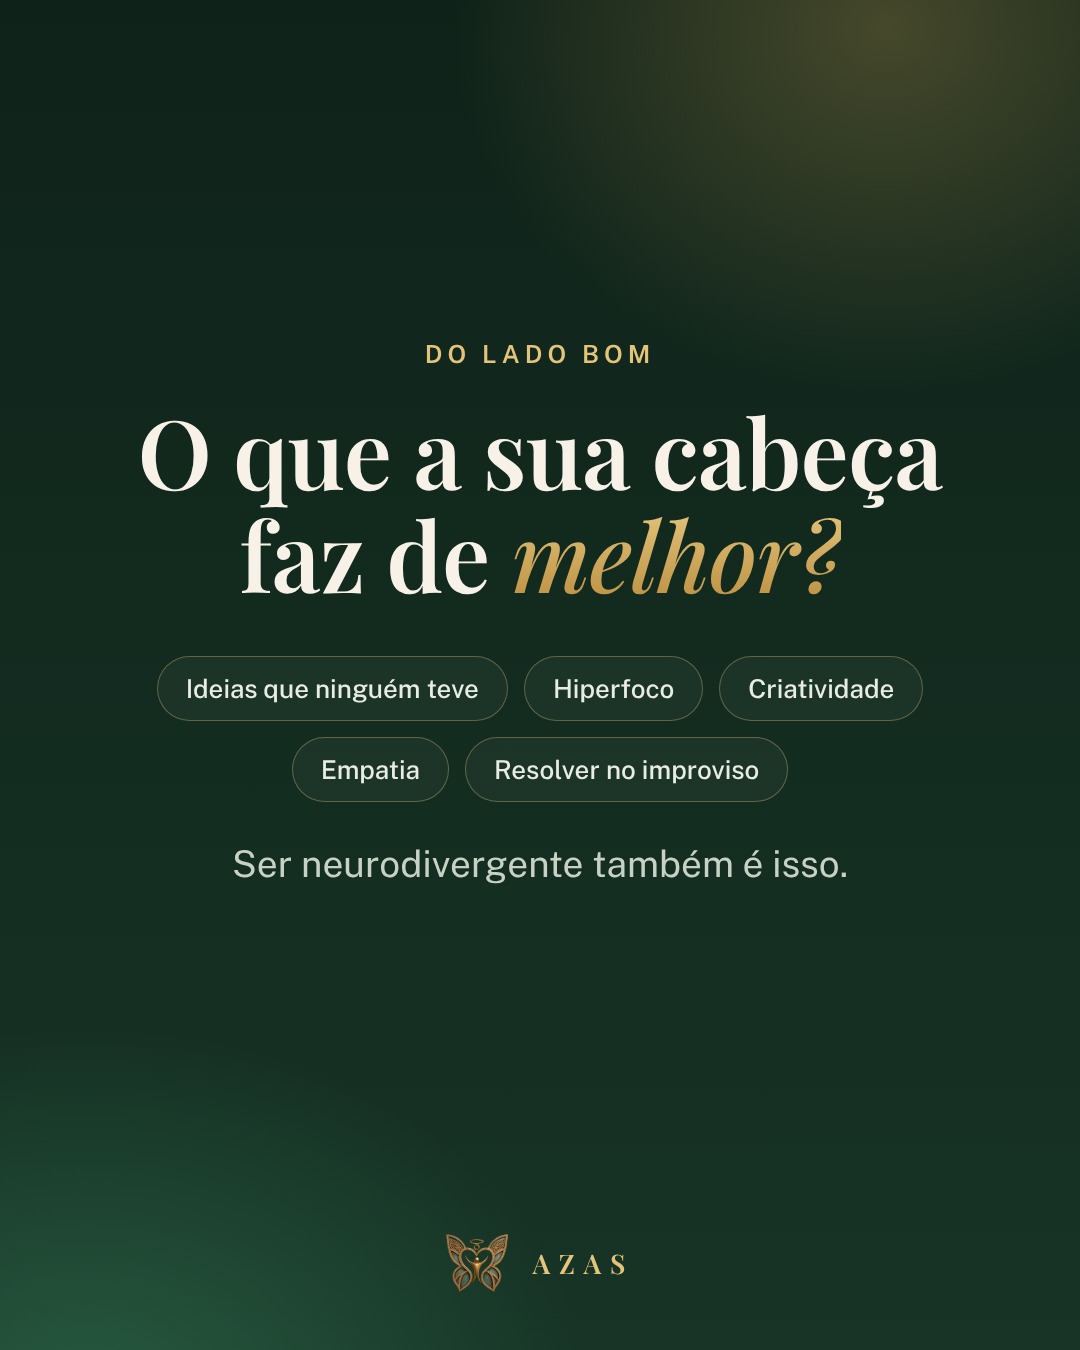 DO LADO BOM
O que a sua cabeça
faz de melhor?
Ideias que ninguém teve
Hiperfoco
Criatividade
Empatia
Resolver no improviso
Ser neurodivergente também é isso.
AZAS